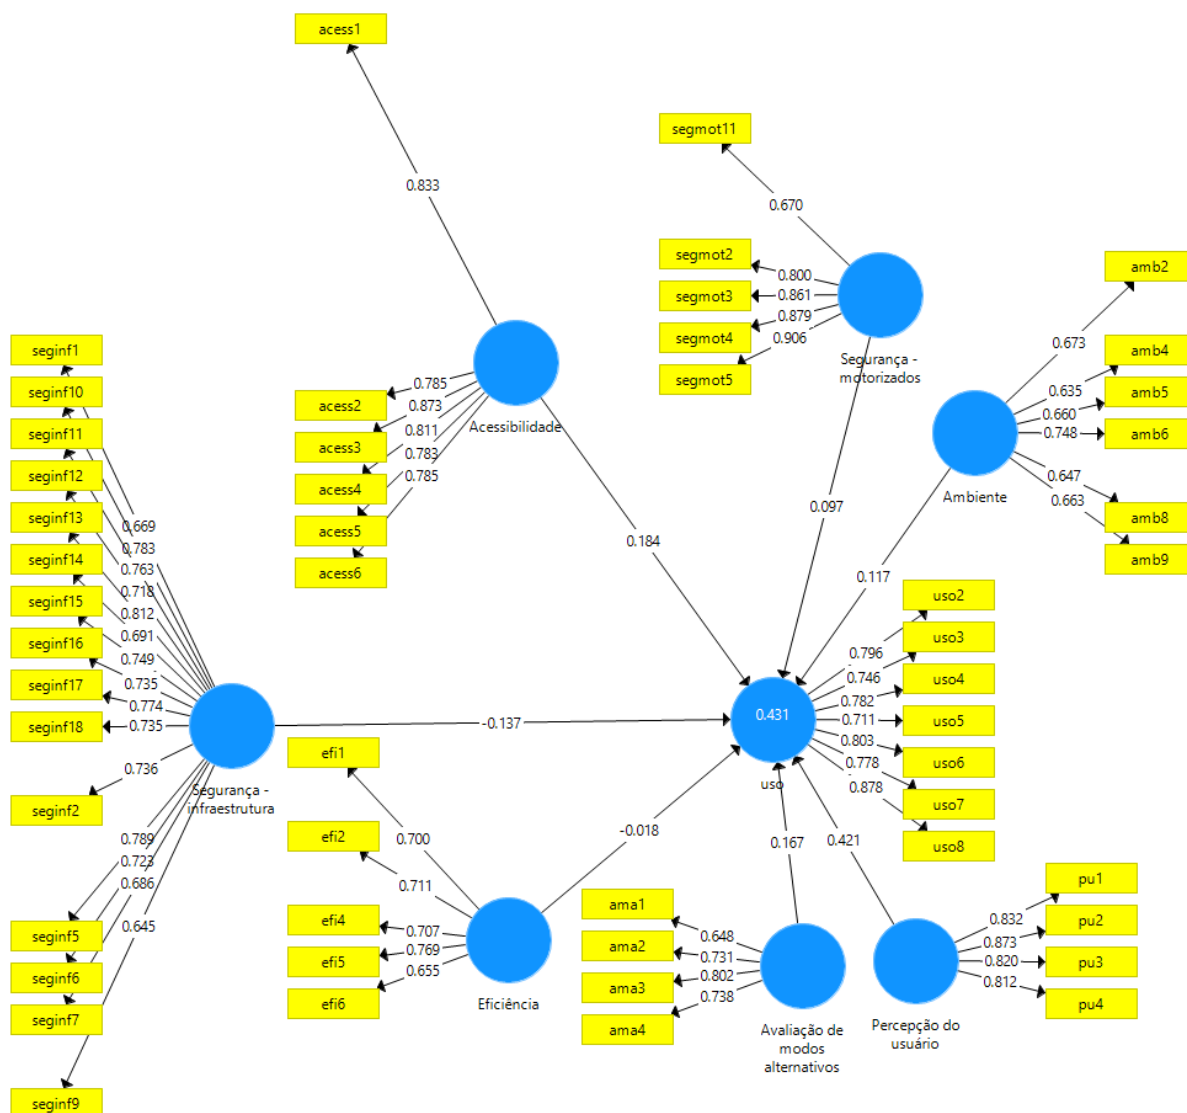 acess1
0.833
segmot11
0.670
segmot2
segmot3
segmot4
segmot5
0.800
0.861
0.879
0.906
Segurança -
motorizados
amb2
amb4
amb5
amb6
amb8
amb9
0.673
0.635
0.660
0.748
0.647
0.663
Ambiente
acess2
acess3
acess4
acess5
acess6
0.785
0.873
0.811
0.783
0.785
Acessibilidade
0.184
0.097
0.117
seginf1
seginf10
seginf11
seginf12
seginf13
seginf14
seginf15
seginf16
seginf17
seginf18
seginf2
seginf5
seginf6
seginf7
seginf9
0.669
0.783
0.763
0.718
0.812
0.691
0.749
0.735
0.774
0.735
0.736
0.789
0.723
0.686
0.645
Segurança -
infraestrutura
-0.137
0.431
uso
uso2
uso3
uso4
uso5
uso6
uso7
uso8
0.796
0.746
0.782
0.711
0.803
0.778
0.878
efi1
efi2
efi4
efi5
efi6
0.700
0.711
0.707
0.769
0.655
Eficiência
-0.018
0.167
0.421
ama1
ama2
ama3
ama4
0.648
0.731
0.802
0.738
Avaliação de
modos
alternativos
pu1
pu2
pu3
pu4
0.832
0.873
0.820
0.812
Percepção do
usuário